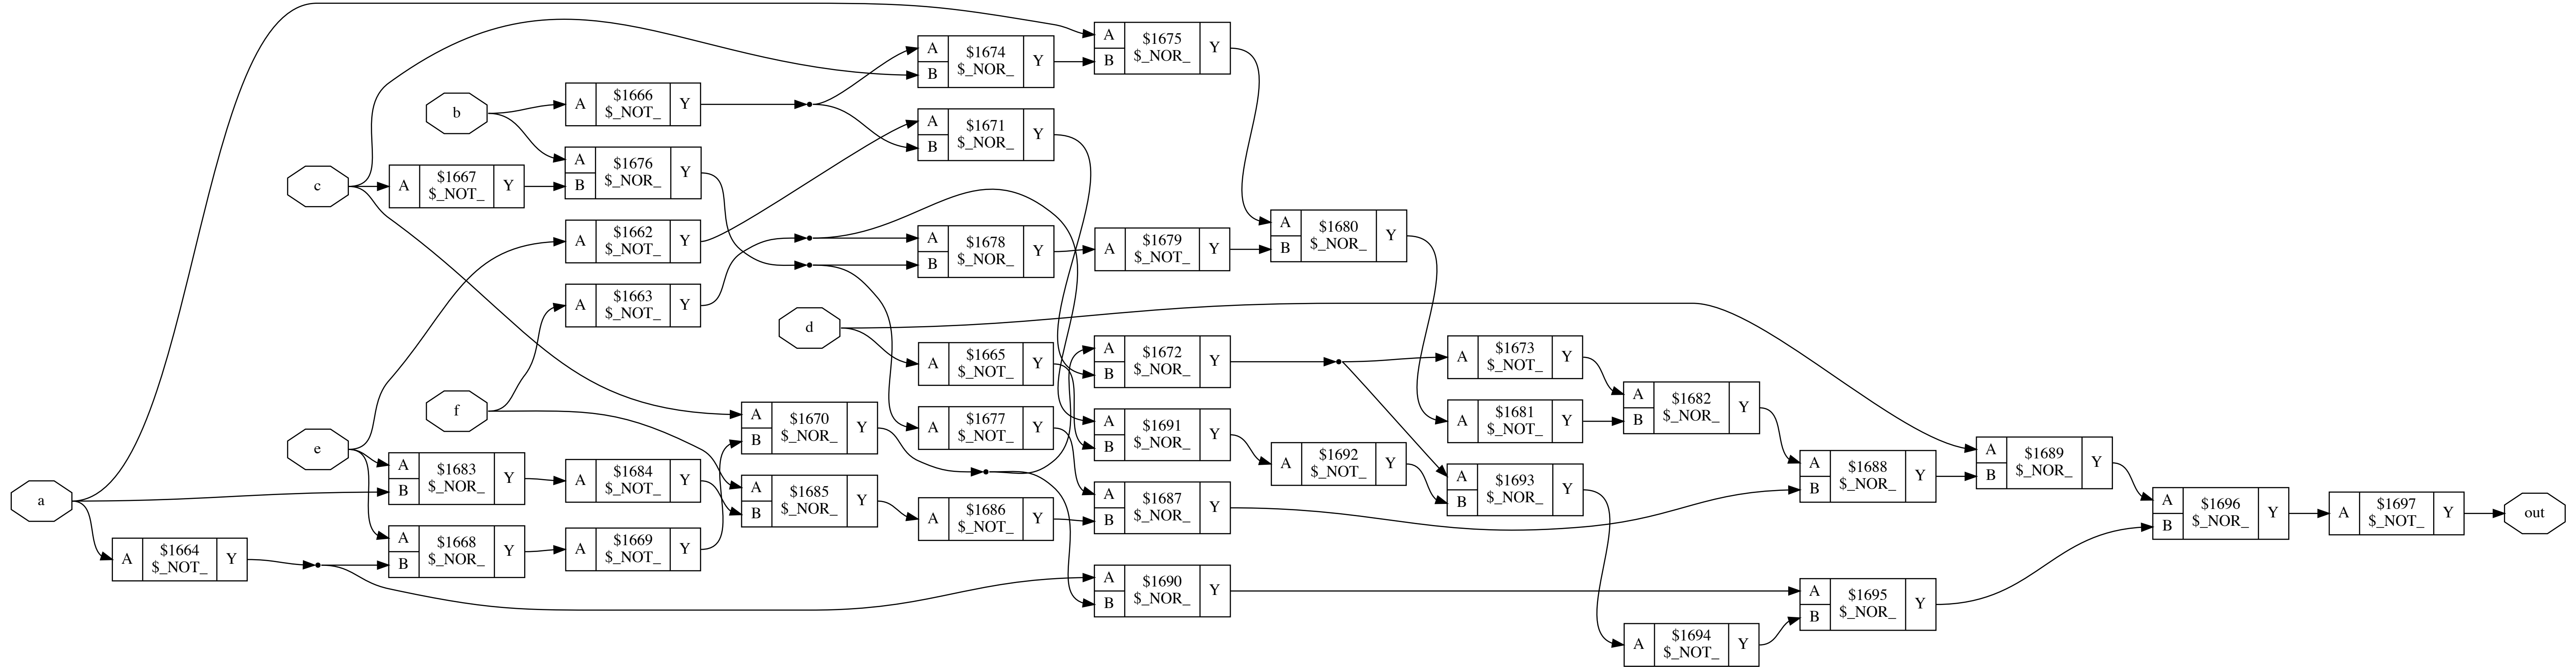 A $1675 Y
B $_NOR_
A $1674 Y
B $_NOR_
A $1666 Y
$_NOT_
b
A $1671 Y
B $_NOR_
A $1676 Y
B $_NOR_
c
A $1667 Y
$_NOT_
A $1662 Y
$_NOT_
A $1678 Y
B $_NOR_
A $1679 Y
$_NOT_
A $1680 Y
B $_NOR_
A $1663 Y
$_NOT_
d
A $1665 Y
$_NOT_
A $1672 Y
B $_NOR_
A $1673 Y
$_NOT_
A $1682 Y
B $_NOR_
f
A $1670 Y
B $_NOR_
A $1677 Y
$_NOT_
A $1691 Y
B $_NOR_
A $1681 Y
$_NOT_
e
A $1683 Y
B $_NOR_
A $1684 Y
$_NOT_
A $1692 Y
$_NOT_
A $1693 Y
B $_NOR_
A $1688 Y
B $_NOR_
A $1689 Y
B $_NOR_
a
A $1685 Y
B $_NOR_
A $1686 Y
$_NOT_
A $1687 Y
B $_NOR_
A $1696 Y
B $_NOR_
A $1697 Y
$_NOT_
out
A $1664 Y
$_NOT_
A $1668 Y
B $_NOR_
A $1669 Y
$_NOT_
A $1690 Y
B $_NOR_
A $1695 Y
B $_NOR_
A $1694 Y
$_NOT_